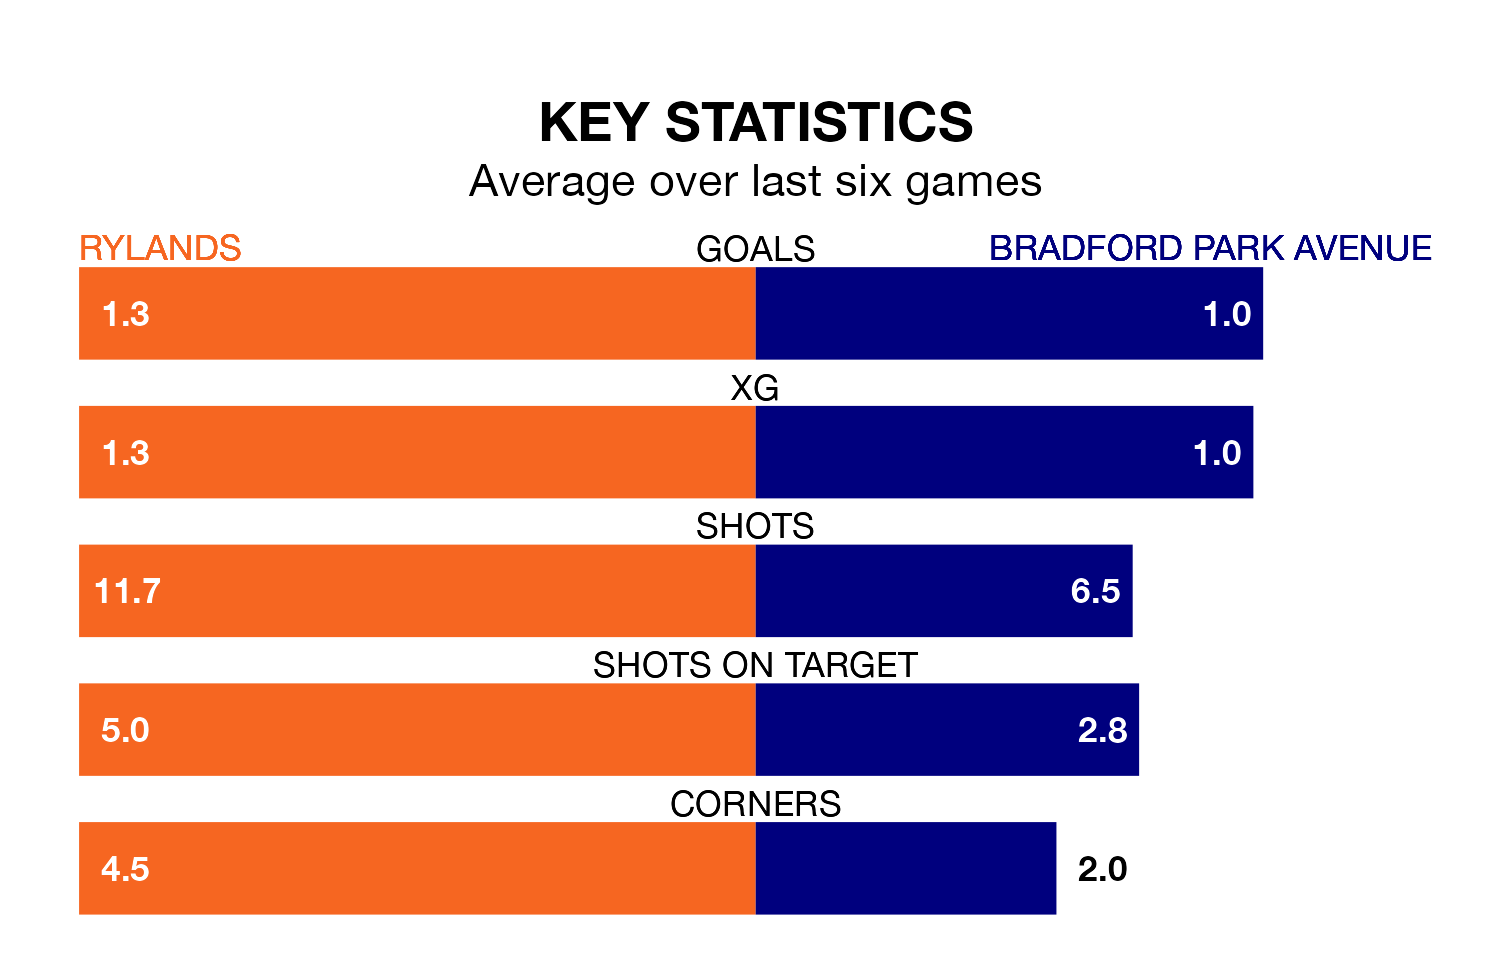 KEY STATISTICS
Average over last six games
RYLANDS GOALS BRADFORD PARK AVENUE
1.3 1.0
XG
1.3 1.0
SHOTS
11.7 6.5
SHOTS ON TARGET
5.0 2.8
CORNERS
4.5 2.0